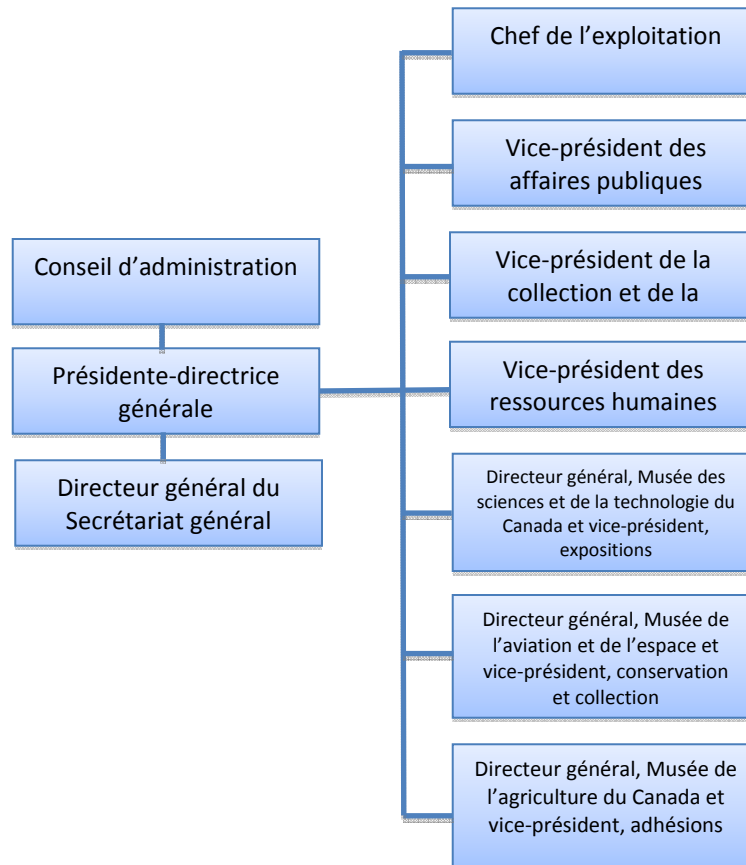 Conseil d’administration
Présidente-directrice
générale
Directeur général du
Secrétariat général
Chef de l’exploitation
Vice-président des
affaires publiques
Vice-président de la
collection et de la
Vice-président des
ressources humaines
Directeur général, Musée des
sciences et de la technologie du
Canada et vice-président,
expositions
Directeur général, Musée de
l’aviation et de l’espace et
vice-président, conservation
et collection
Directeur général, Musée de
l’agriculture du Canada et
vice-président, adhésions